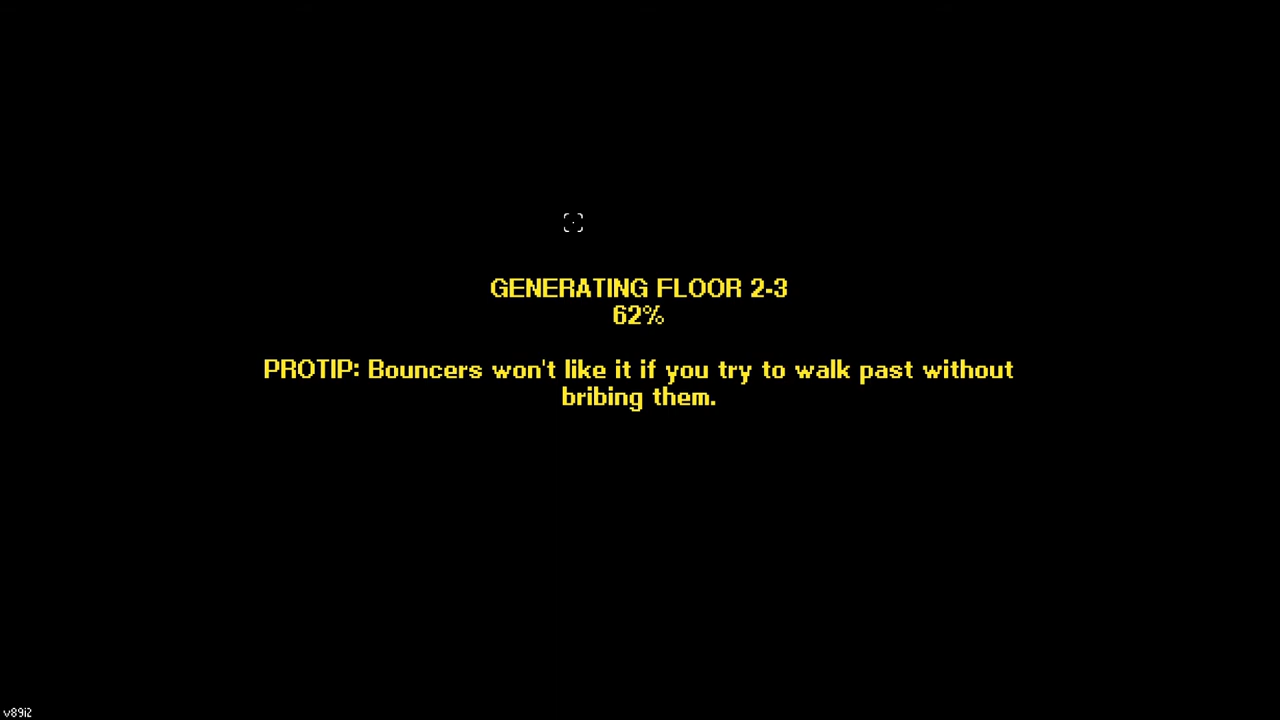 GENERATING FLOOR 2-3
62%
PROTIP: Bouncers won't like it if you try to walk past without
bribing them.
v89i2